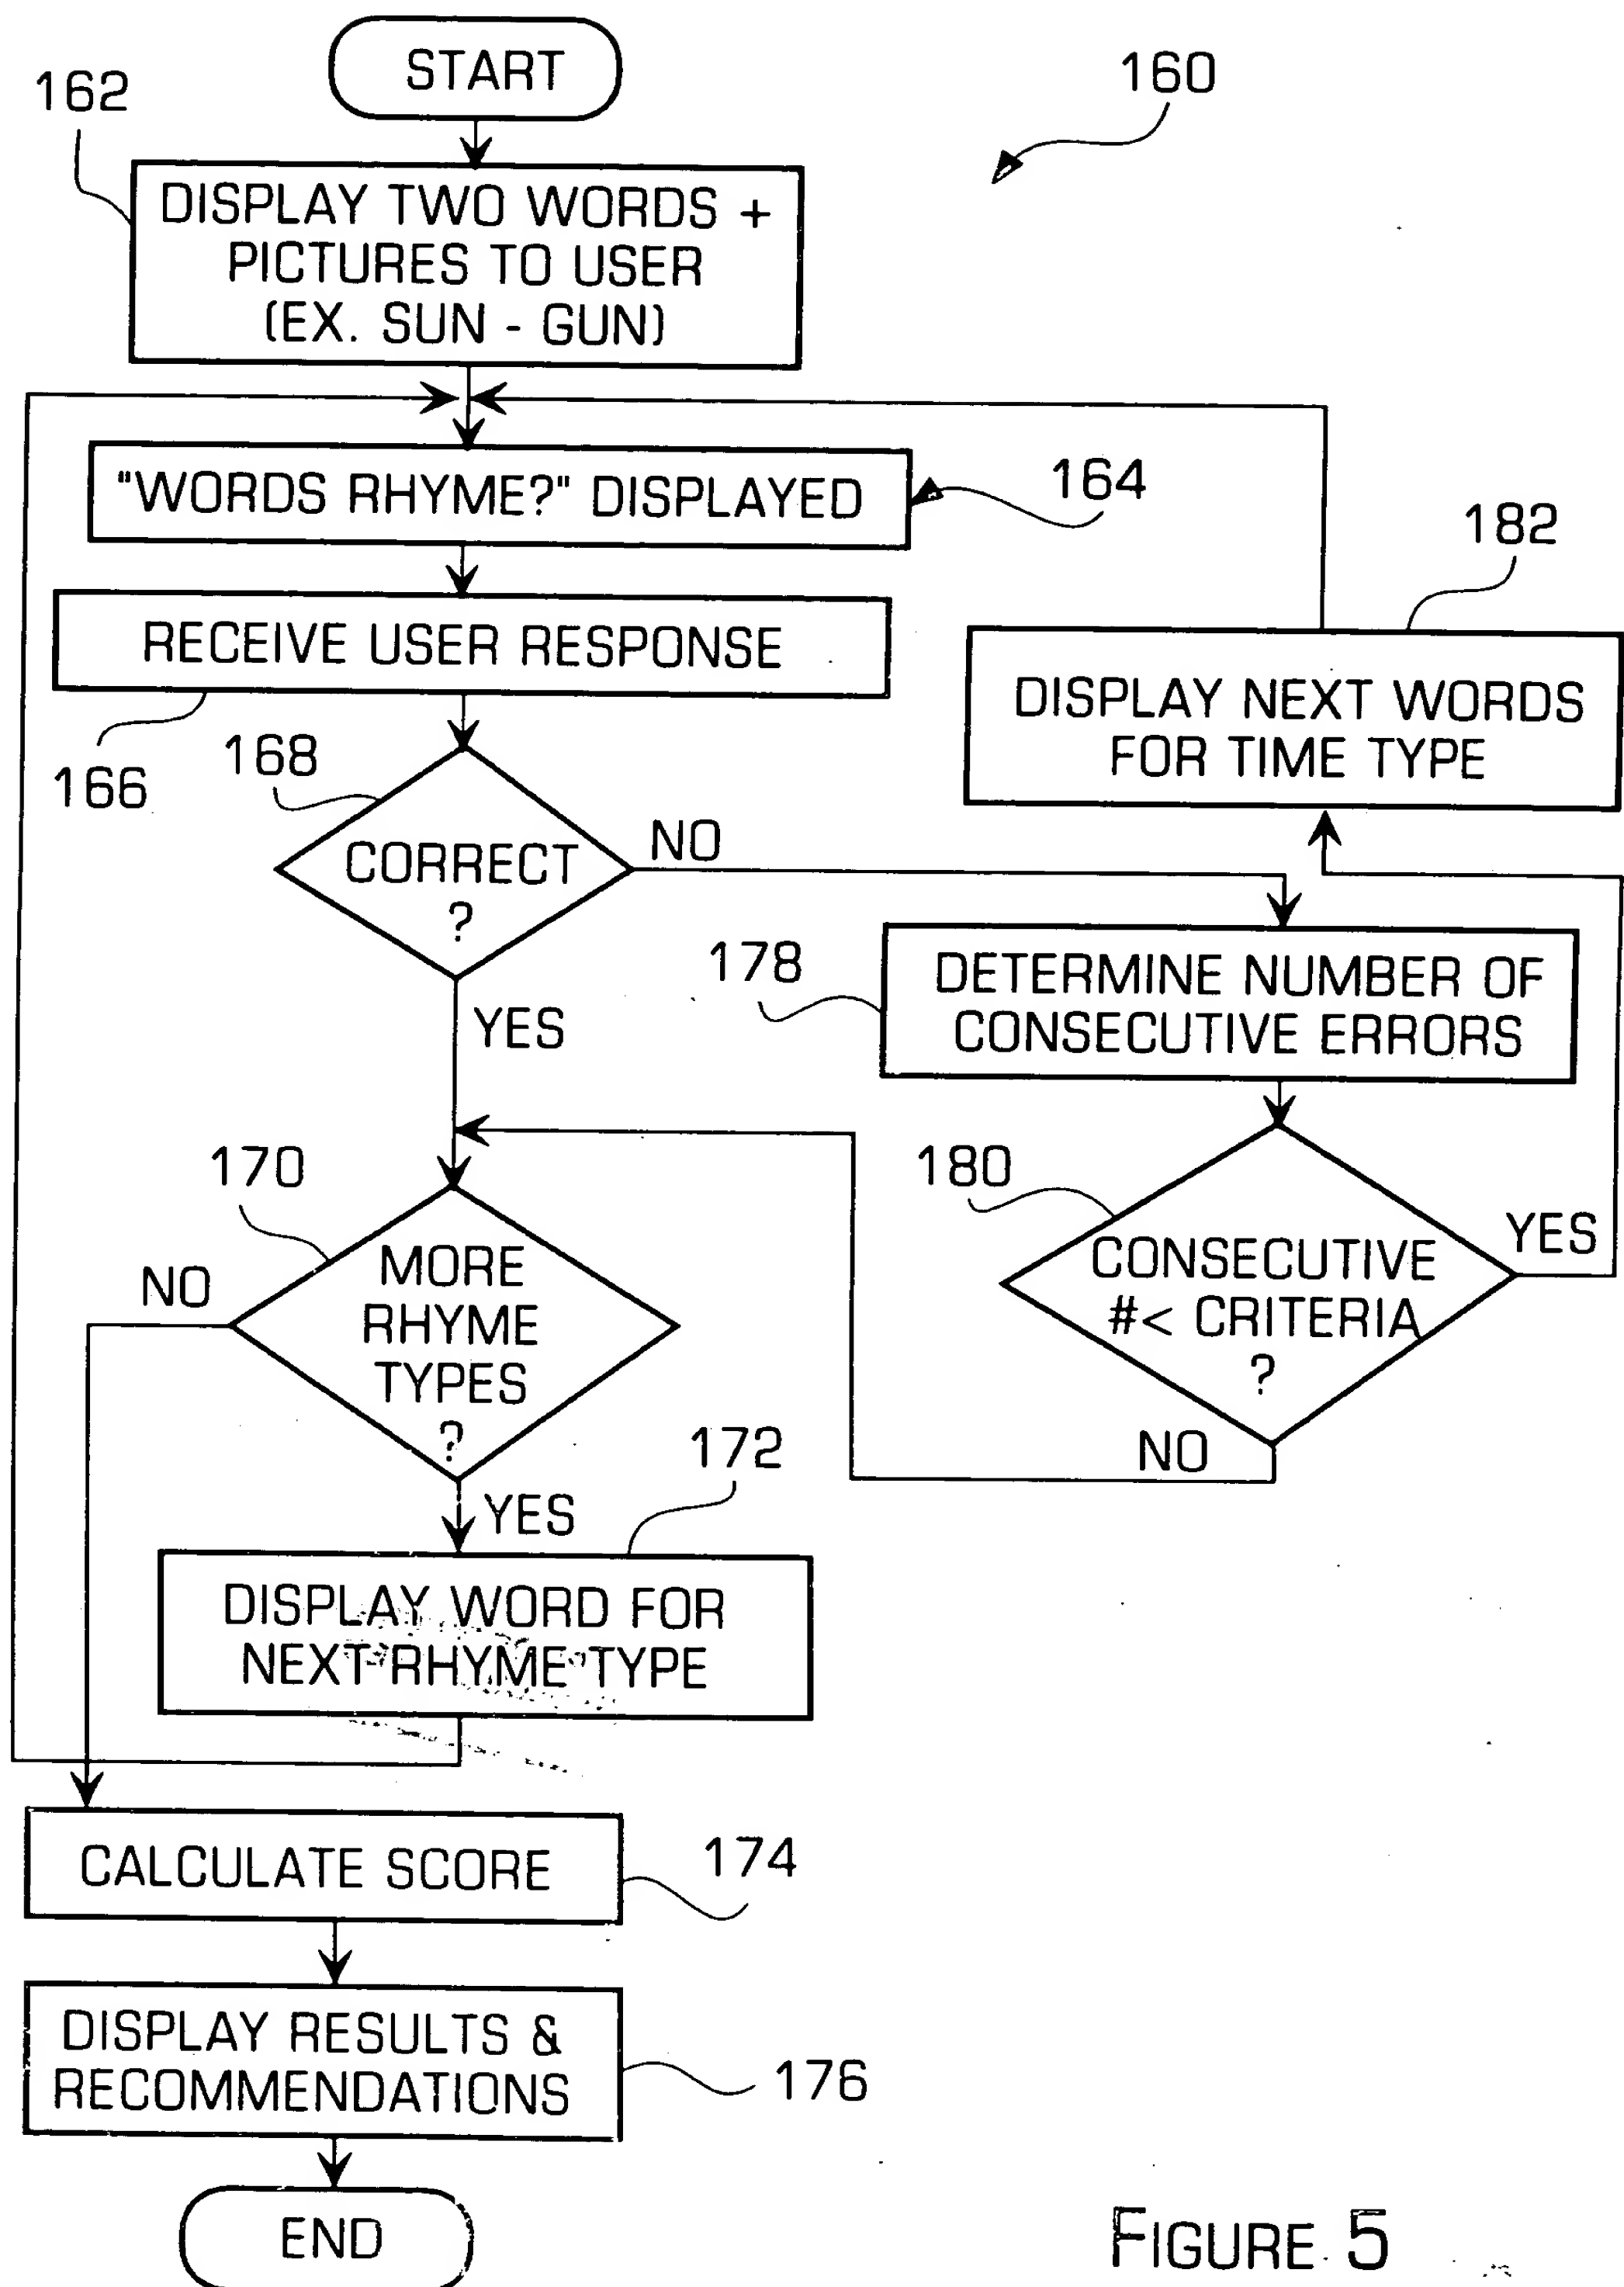 START
160
162
DISPLAY TWO WORDS +
PICTURES TO USER
(EX. SUN - GUN)
"WORDS RHYME?" DISPLAYED
164
182
RECEIVE USER RESPONSE
DISPLAY NEXT WORDS
FOR TIME TYPE
166
168
CORRECT
?
NO
YES
178
DETERMINE NUMBER OF
CONSECUTIVE ERRORS
170
180
CONSECUTIVE
#< CRITERIA
?
YES
NO
MORE
RHYME
TYPES
?
NO
YES
172
DISPLAY WORD FOR
NEXT RHYME TYPE
CALCULATE SCORE
174
DISPLAY RESULTS &
RECOMMENDATIONS
176
END
FIGURE 5